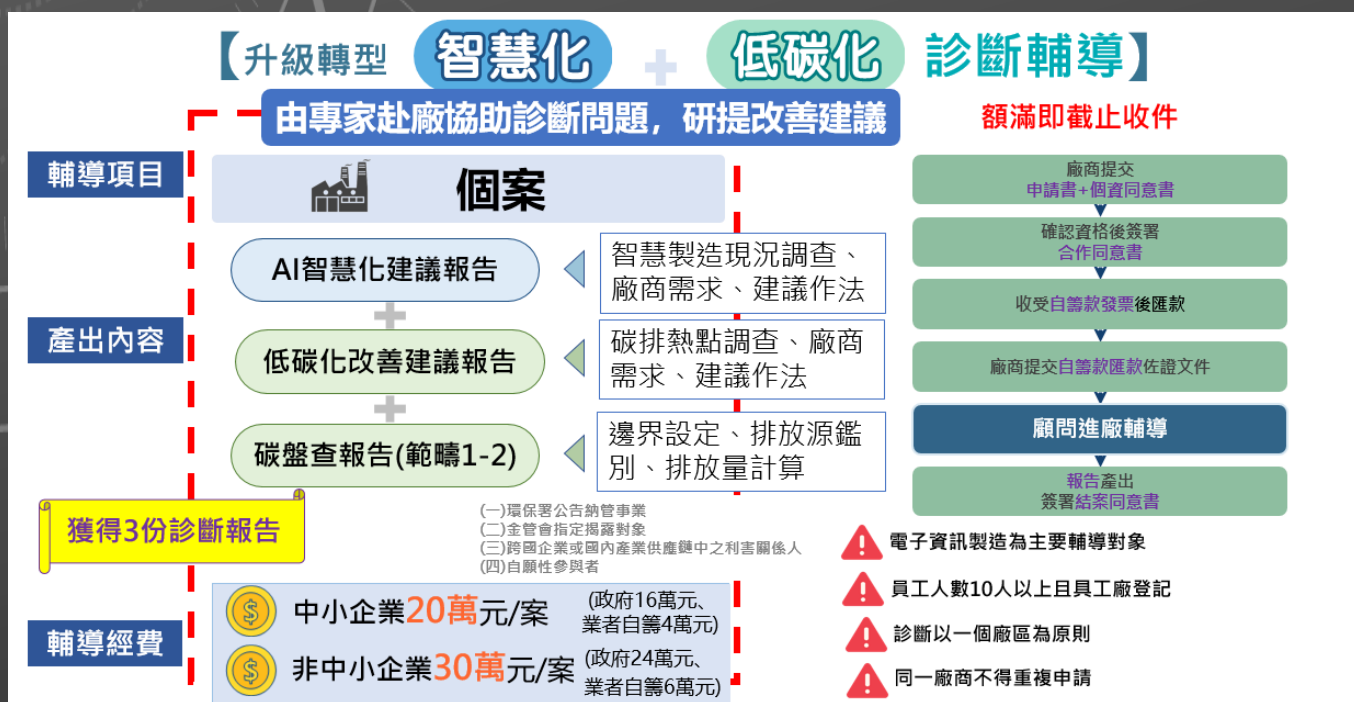 【升級轉型 智慧化 + 低碳化 診斷輔導】
由專家赴廠協助診斷問題，研提改善建議
額滿即截止收件
輔導項目
個案
產出內容
AI智慧化建議報告
智慧製造現況調查、
廠商需求、建議作法
+
低碳化改善建議報告
碳排熱點調查、廠商
需求、建議作法
+
碳盤查報告(範疇1-2)
邊界設定、排放源鑑
別、排放量計算
獲得3份診斷報告
(一)環保署公告納管事業
(二)金管會指定揭露對象
(三)跨國企業或國內產業供應鏈中之利害關係人
(四)自願性參與者
輔導經費
中小企業20萬元/案
(政府16萬元、
業者自籌4萬元)
非中小企業30萬元/案
(政府24萬元、
業者自籌6萬元)
廠商提交
申請書+個資同意書
確認資格後簽署
合作同意書
收受自籌款發票後匯款
廠商提交自籌款匯款佐證文件
顧問進廠輔導
報告產出
簽署結案同意書
電子資訊製造為主要輔導對象
員工人數10人以上且具工廠登記
診斷以一個廠區為原則
同一廠商不得重複申請